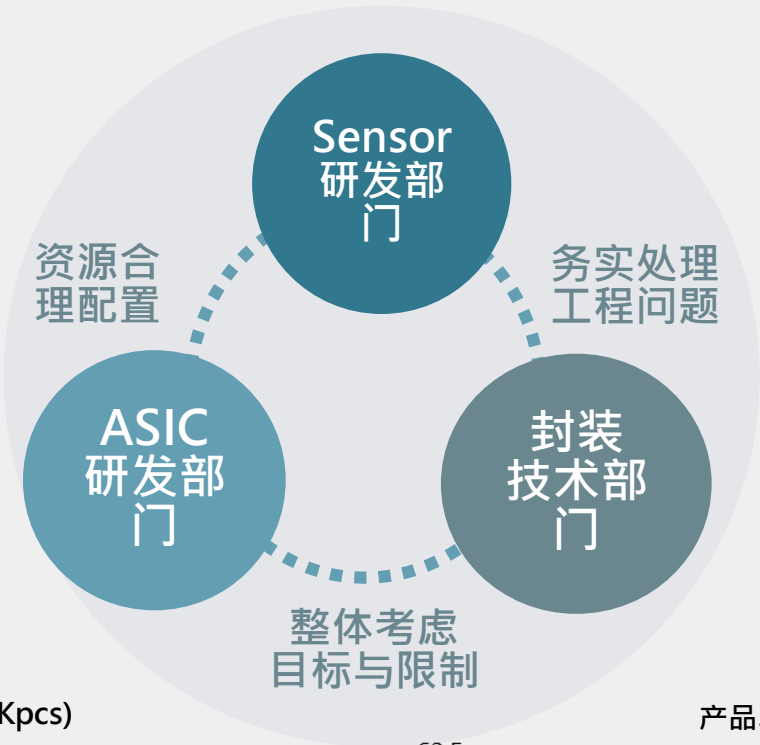 Sensor
研发部
门
资源合
理配置
务实处理
工程问题
ASIC
研发部
门
封装
技术部
门
整体考虑
目标与限制
Kpcs)
产品